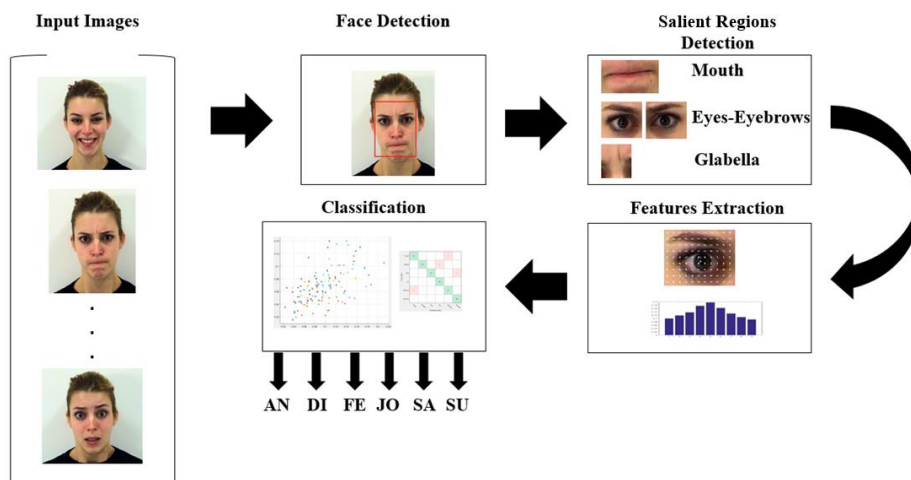 Input Images
Face Detection
Salient Regions
Detection
Mouth
Eyes-Eyebrows
Glabella
Classification
Features Extraction
AN DI FE JO SA SU